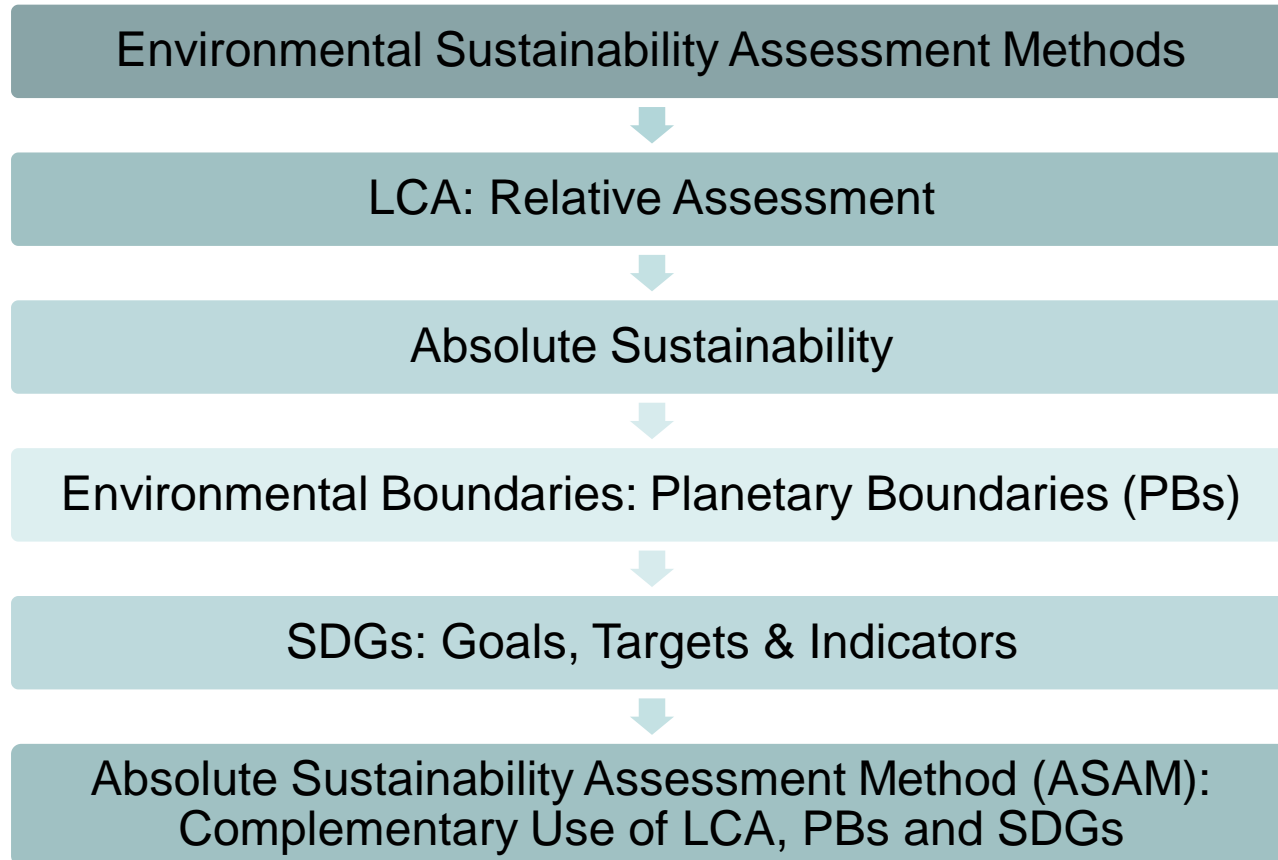 Environmental Sustainability Assessment Methods
LCA: Relative Assessment
Absolute Sustainability
Environmental Boundaries: Planetary Boundaries (PBs)
SDGs: Goals, Targets & Indicators
Absolute Sustainability Assessment Method (ASAM):
Complementary Use of LCA, PBs and SDGs